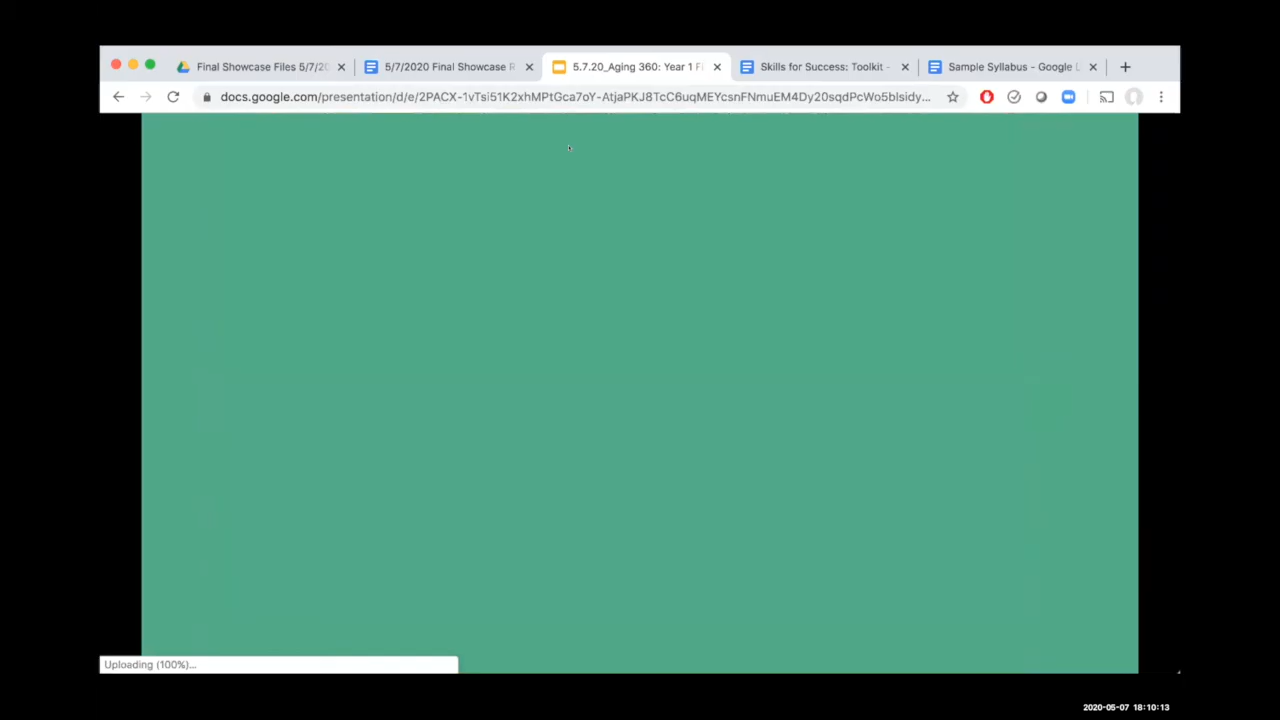 Final Showcase Files 5/7/20
5/7/2020 Final Showcase R
5.7.20_Aging 360: Year 1 Fi
Skills for Success: Toolkit -
Sample Syllabus - Google D
docs.google.com/presentation/d/e/2PACX-1vTsi51K2xhMPtGca7oY-AtjaPKJ8TcC6uqMEYcsnFNmuEM4Dy20sqdPcWo5blsidy...
Uploading (100%)...
2020-05-07 18:10:13